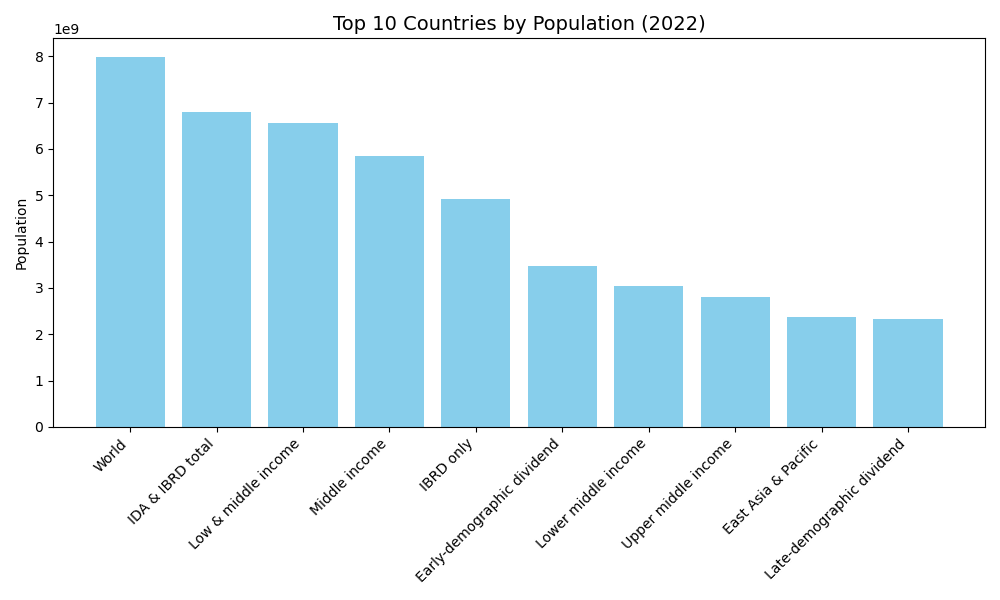 Top 10 Countries by Population (2022)
1e9
Population
8
7
6
5
4
3
2
1
0
World
IDA & IBRD total
Low & middle income
Middle income
IBRD only
Early-demographic dividend
Lower middle income
Upper middle income
East Asia & Pacific
Late-demographic dividend